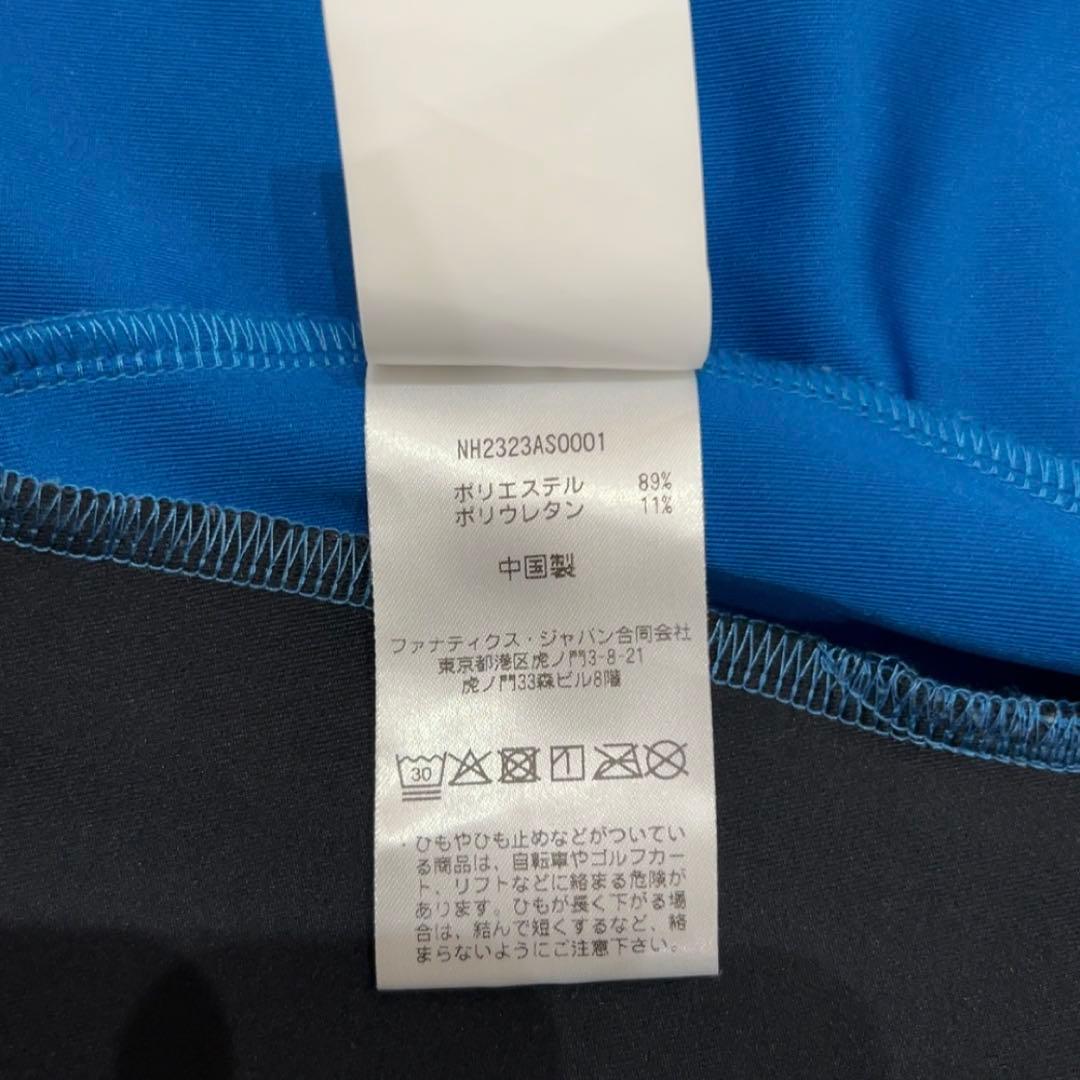 NH2323AS0001
ポリエステル 89%
ポリウレタン 11%
中国製
ファナティクス・ジャパン合同会社
東京都港区虎ノ門3-8-21
虎ノ門33森ビル8階
30
・ひもやひも止めなどがついてい
る商品は、自転車やゴルフカー
ト、リフトなどに絡まる危険が
あります。ひもが長く下がる場
合は、結んで短くするなど、絡
まらないようにご注意下さい。